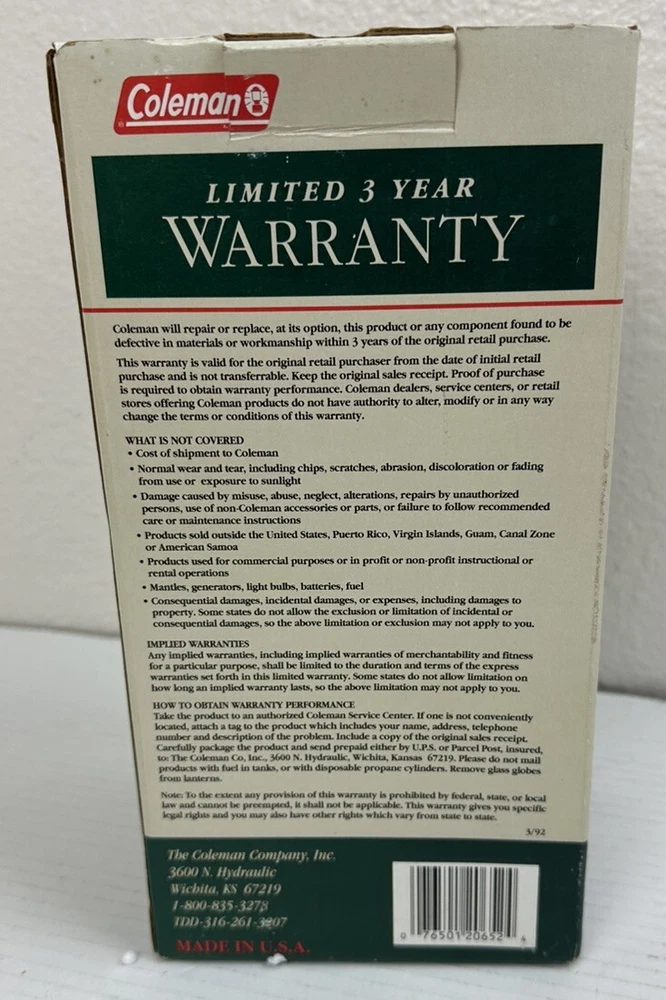 Coleman
LIMITED 3 YEAR
WARRANTY
Coleman will repair or replace, at its option, this product or any component found to be
defective in materials or workmanship within 3 years of the original retail purchase.
This warranty is valid for the original retail purchaser from the date of initial retail
purchase and is not transferrable. Keep the original sales receipt. Proof of purchase
is required to obtain warranty performance. Coleman dealers, service centers, or retail
stores offering Coleman products do not have authority to alter, modify or in any way
change the terms or conditions of this warranty.
WHAT IS NOT COVERED
• Cost of shipment to Coleman
• Normal wear and tear, including chips, scratches, abrasion, discoloration or fading
from use or exposure to sunlight
• Damage caused by misuse, abuse, neglect, alterations, repairs by unauthorized
persons, use of non-Coleman accessories or parts, or failure to follow recommended
care or maintenance instructions
• Products sold outside the United States, Puerto Rico, Virgin Islands, Guam, Canal Zone
or American Samoa
• Products used for commercial purposes or in profit or non-profit instructional or
rental operations
• Mantles, generators, light bulbs, batteries, fuel
• Consequential damages, incidental damages, or expenses, including damages to
property. Some states do not allow the exclusion or limitation of incidental or
consequential damages, so the above limitation or exclusion may not apply to you.
IMPLIED WARRANTIES
Any implied warranties, including implied warranties of merchantability and fitness
for a particular purpose, shall be limited to the duration and terms of the express
warranties set forth in this limited warranty. Some states do not allow limitation on
how long an implied warranty lasts, so the above limitation may not apply to you.
HOW TO OBTAIN WARRANTY PERFORMANCE
Take the product to an authorized Coleman Service Center. If one is not conveniently
located, attach a tag to the product which includes your name, address, telephone
number and description of the problem. Include a copy of the original sales receipt.
Carefully package the product and send prepaid either by U.P.S. or Parcel Post, insured,
to: The Coleman Co, Inc., 3600 N. Hydraulic, Wichita, Kansas 67219. Please do not mail
products with fuel in tanks, or with disposable propane cylinders. Remove glass globes
from lanterns.
Note: To the extent any provision of this warranty is prohibited by federal, state, or local
law and cannot be preempted, it shall not be applicable. This warranty gives you specific
legal rights and you may also have other rights which vary from state to state.
3/92
The Coleman Company, Inc.
3600 N. Hydraulic
Wichita, KS 67219
1-800-835-3278
TDD-316-261-3207
MADE IN U.S.A.
0 76501 20652